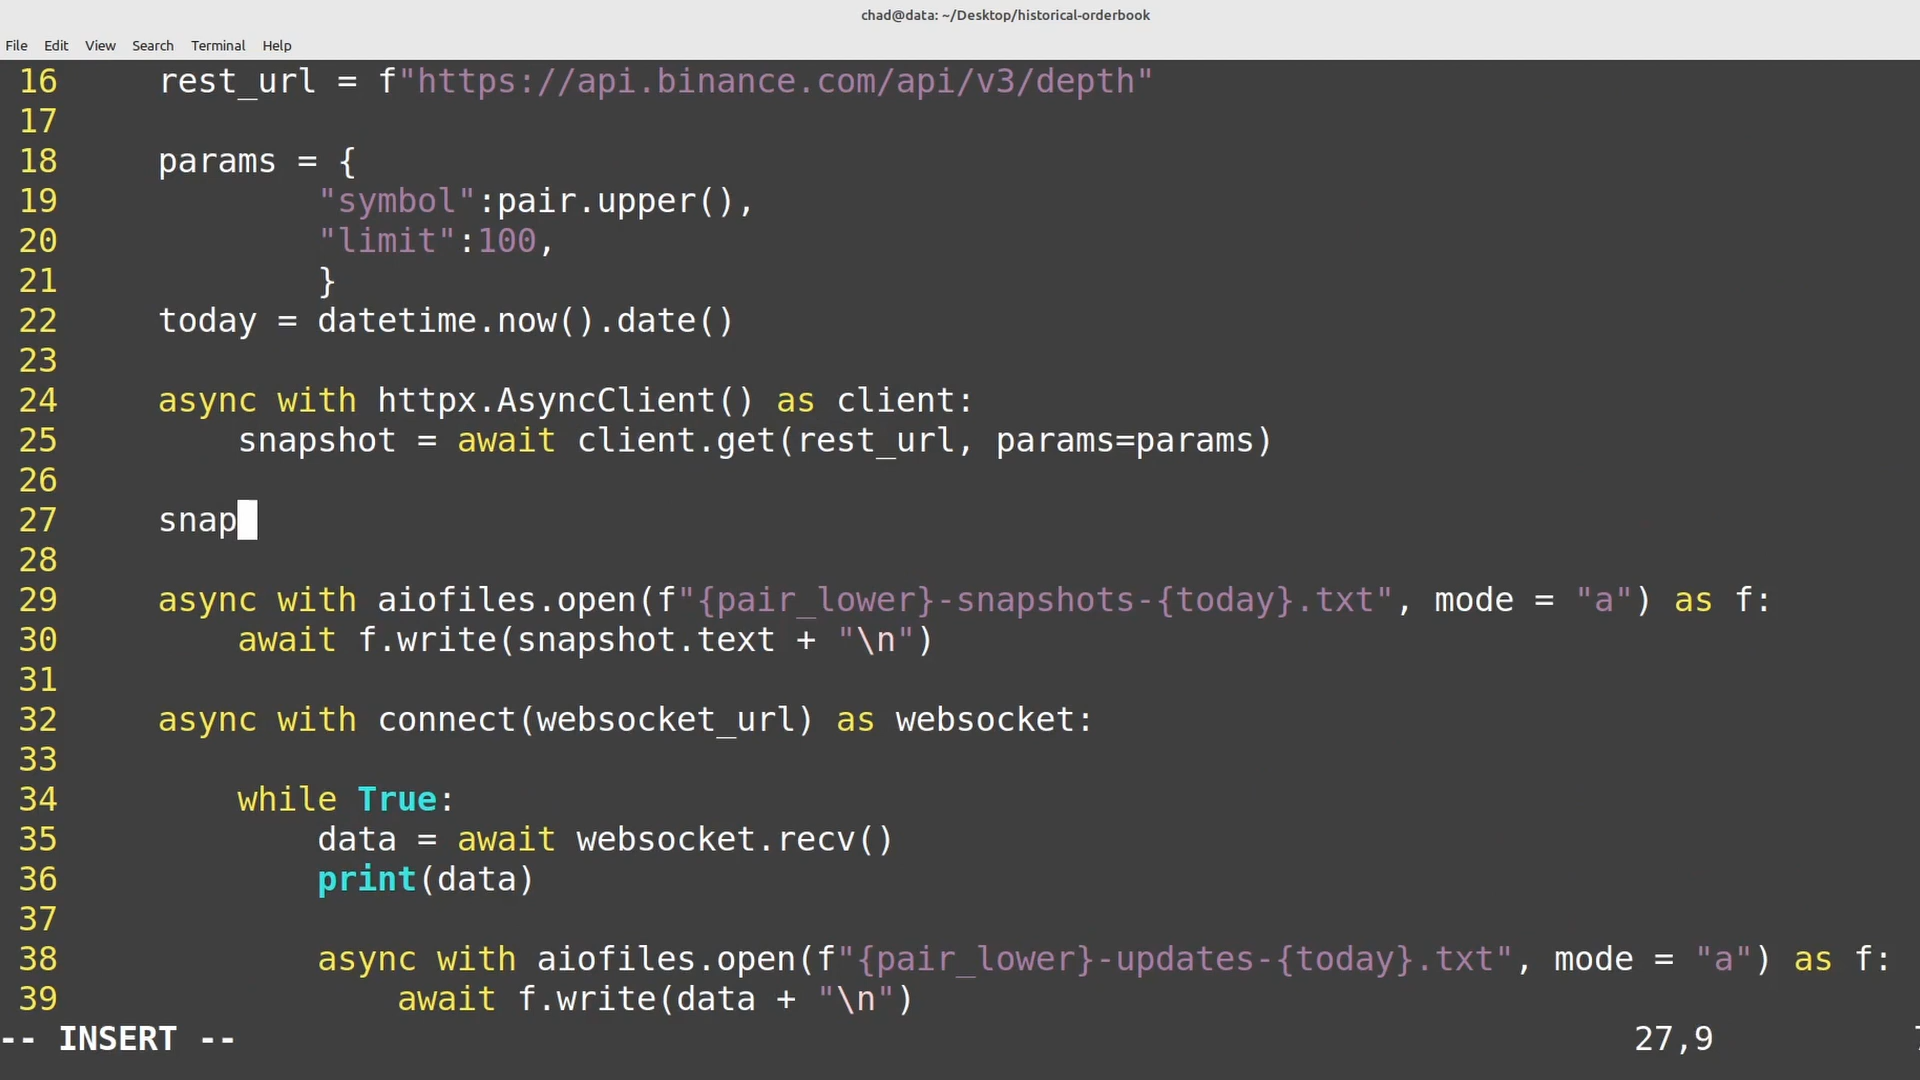 chad@data: ~/Desktop/historical-orderbook
File Edit View Search Terminal Help
16     rest_url = f"https://api.binance.com/api/v3/depth"
17
18     params = {
19             "symbol":pair.upper(),
20             "limit":100,
21             }
22     today = datetime.now().date()
23
24     async with httpx.AsyncClient() as client:
25         snapshot = await client.get(rest_url, params=params)
26
27     snap
28
29     async with aiofiles.open(f"{pair_lower}-snapshots-{today}.txt", mode = "a") as f:
30         await f.write(snapshot.text + "\n")
31
32     async with connect(websocket_url) as websocket:
33
34         while True:
35             data = await websocket.recv()
36             print(data)
37
38             async with aiofiles.open(f"{pair_lower}-updates-{today}.txt", mode = "a") as f:
39                 await f.write(data + "\n")
-- INSERT -- 27,9